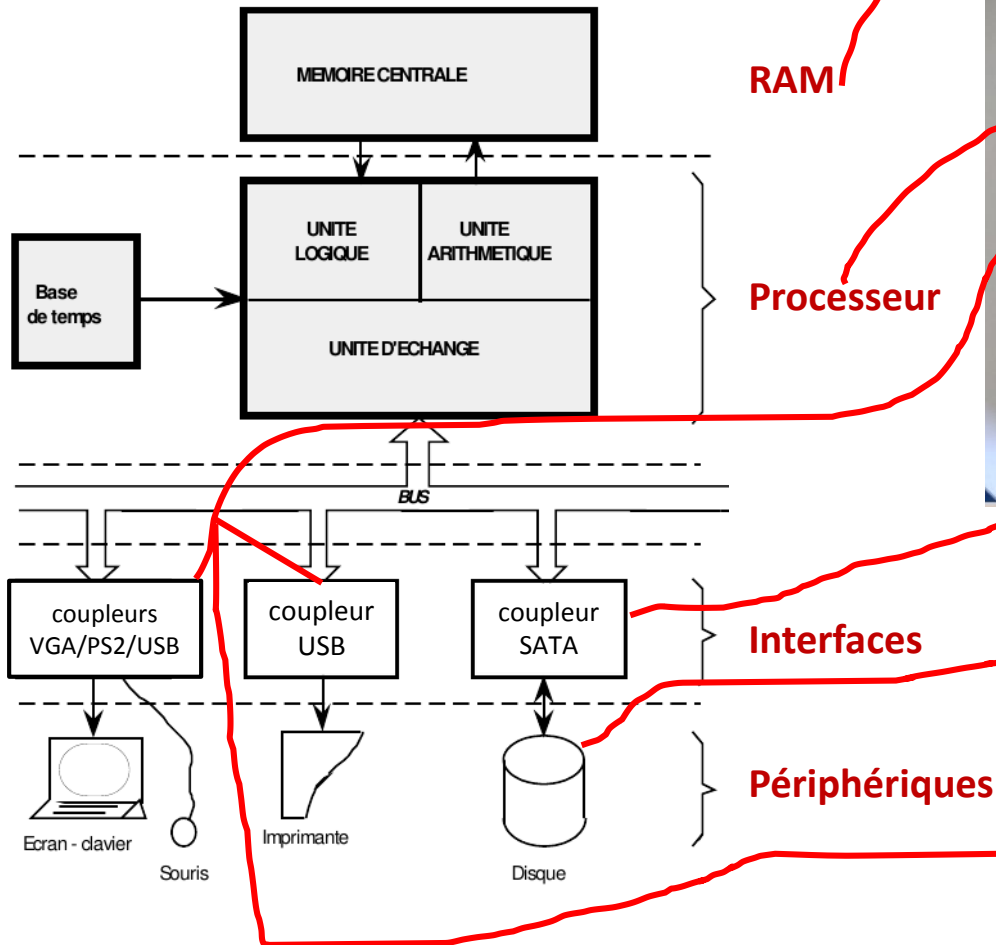 MEMOIRE CENTRALE
RAM
UNITE
LOGIQUE
UNITE
ARITHMETIQUE
Base
de temps
Processeur
UNITE D'ECHANGE
BUS
coupleurs
VGA/PS2/USB
coupleur
USB
coupleur
SATA
Interfaces
Périphériques
Ecran - clavier
Souris
Imprimante
Disque